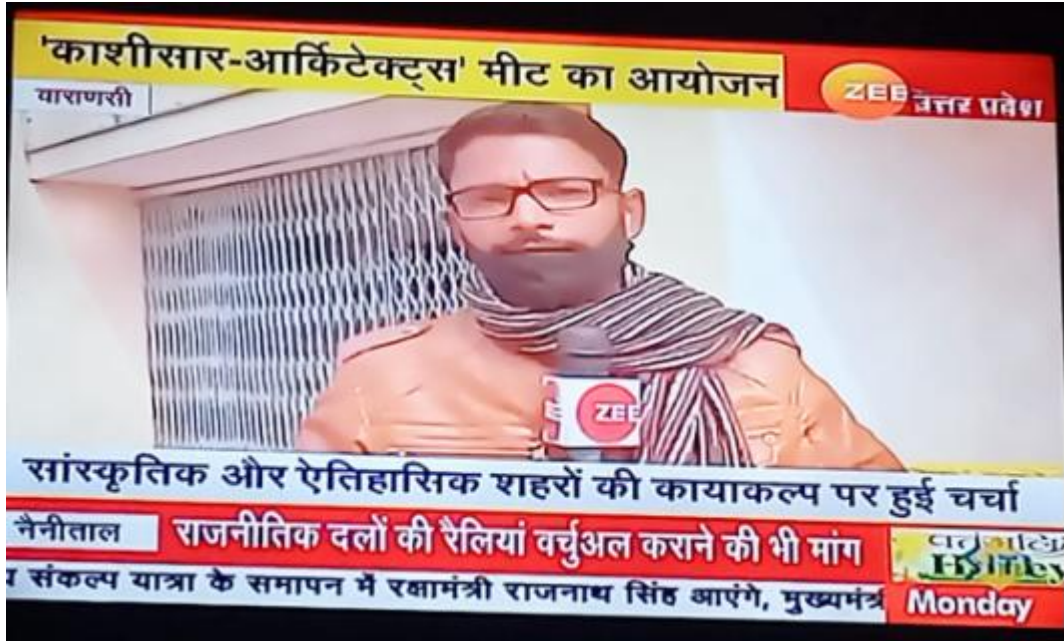 'काशीसार-आर्किटेक्ट्स' मीट का आयोजन
वाराणसी
ZEE
उत्तर प्रदेश
ZEE
सांस्कृतिक और ऐतिहासिक शहरों की कायाकल्प पर हुई चर्चा
नैनीताल
राजनीतिक दलों की रैलियां वर्चुअल कराने की भी मांग
संकल्प यात्रा के समापन में रक्षामंत्री राजनाथ सिंह आएंगे, मुख्यमंत्री
Monday